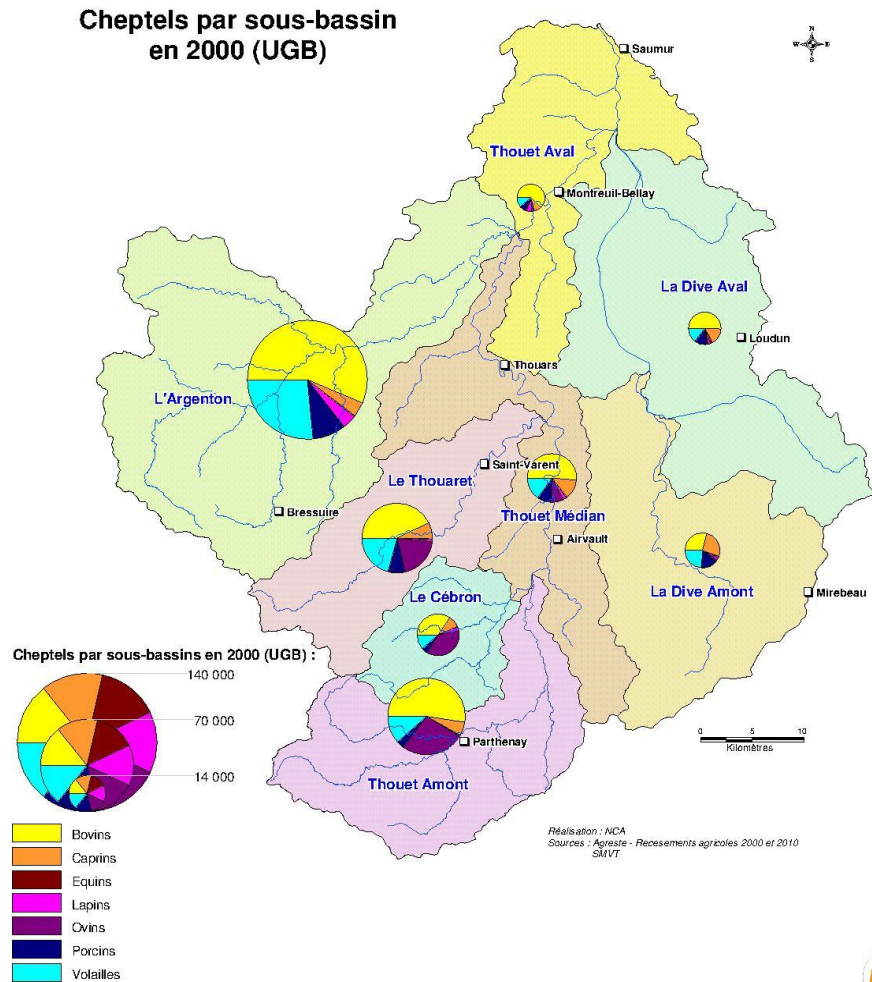 Cheptels par sous-bassin
en 2000 (UGB)
N
W E
S
Saumur
Thouet Aval
Montreuil-Bellay
La Dive Aval
Loudun
Thouars
L'Argenton
Le Thouaret
Saint-Varent
Thouet Médian
Bressuire
Airvault
La Dive Amont
Mirebeau
Le Cébron
Cheptels par sous-bassins en 2000 (UGB) :
140 000
70 000
14 000
Parthenay
0 5 10
Kilomètres
Thouet Amont
Bovins
Caprins
Equins
Lapins
Ovins
Porcins
Volailles
Réalisation : NCA
Sources : Agreste - Recesements agricoles 2000 et 2010
SMVT